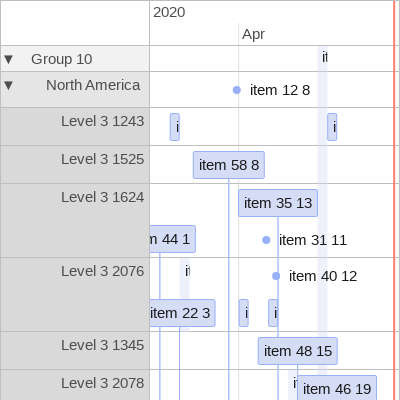 2020
Apr
▼ Group 10
▼ North America
item 12 8
Level 3 1243
Level 3 1525
item 58 8
Level 3 1624
item 35 13
m 44 1
item 31 11
Level 3 2076
item 40 12
item 22 3
Level 3 1345
item 48 15
Level 3 2078
item 46 19